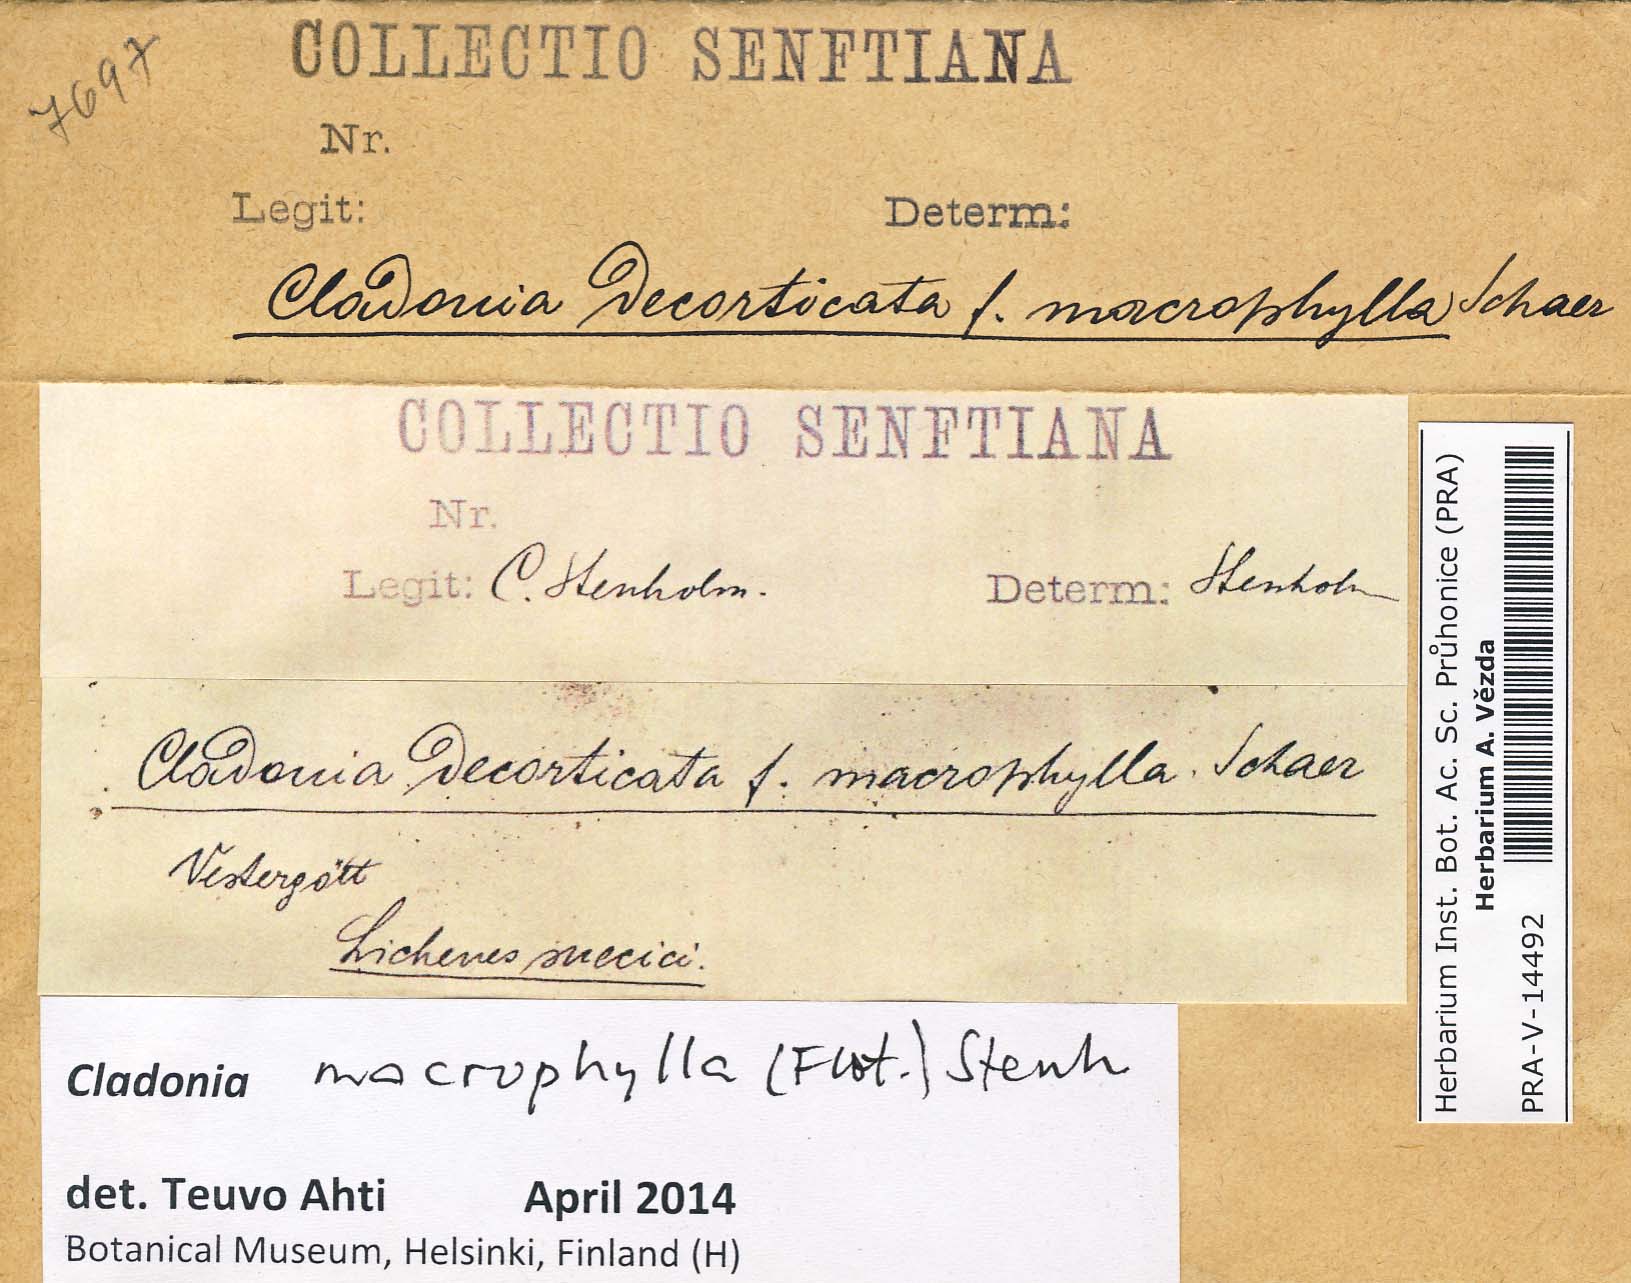 7697
COLLECTIO SENFTIANA
Nr.
Legit: Determ:
Cladonia decorticata f. macrophylla Schaer
COLLECTIO SENFTIANA
Nr.
Legit: C. Stenholm. Determ: Stenholm
Cladonia decorticata f. macrophylla. Schaer
Vestergött
Lichenes suecici.
Cladonia macrophylla (Flot.) Stenh
det. Teuvo Ahti April 2014
Botanical Museum, Helsinki, Finland (H)
Herbarium Inst. Bot. Ac. Sc. Průhonice (PRA)
Herbarium A. Vězda
PRA-V-14492